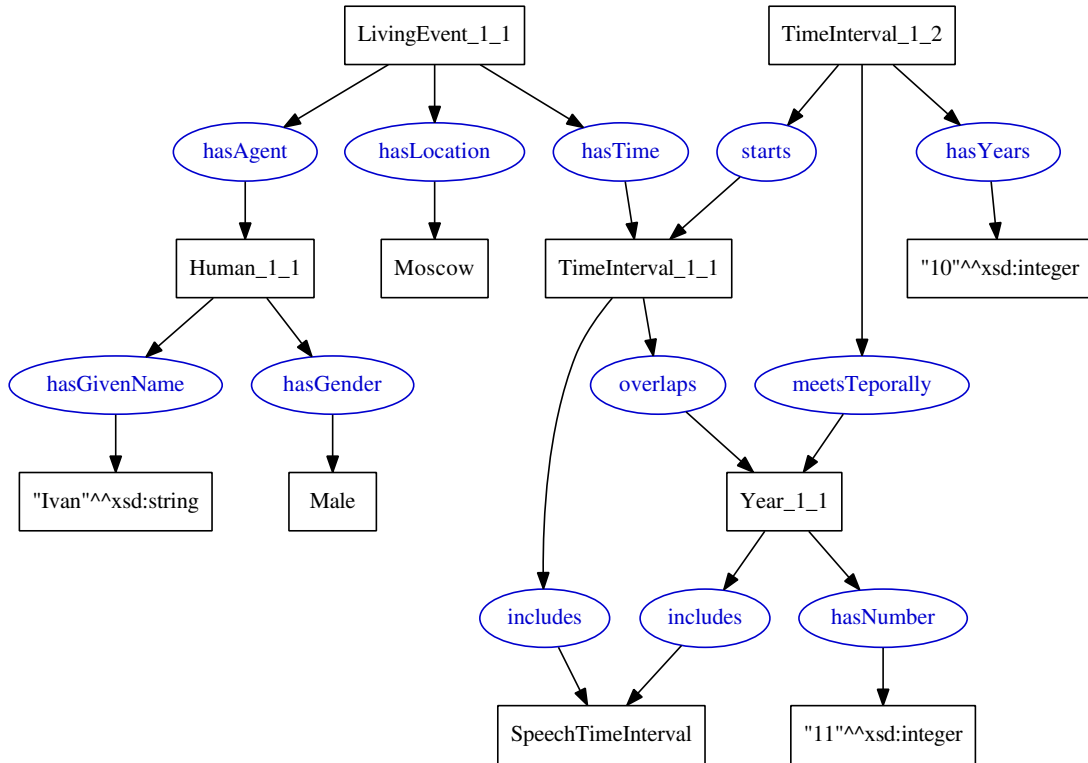 LivingEvent_1_1
TimeInterval_1_2
hasAgent
hasLocation
hasTime
starts
hasYears
Human_1_1
Moscow
TimeInterval_1_1
"10"^^xsd:integer
hasGivenName
hasGender
overlaps
meetsTeporally
"Ivan"^^xsd:string
Male
Year_1_1
includes
includes
hasNumber
SpeechTimeInterval
"11"^^xsd:integer